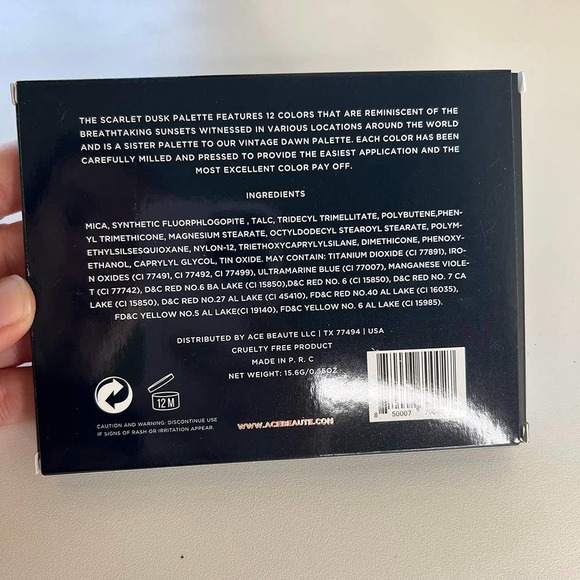 THE SCARLET DUSK PALETTE FEATURES 12 COLORS THAT ARE REMINISCENT OF THE
BREATHTAKING SUNSETS WITNESSED IN VARIOUS LOCATIONS AROUND THE WORLD
AND IS A SISTER PALETTE TO OUR VINTAGE DAWN PALETTE. EACH COLOR HAS BEEN
CAREFULLY MILLED AND PRESSED TO PROVIDE THE EASIEST APPLICATION AND THE
MOST EXCELLENT COLOR PAY OFF.
INGREDIENTS
MICA, SYNTHETIC FLUORPHLOGOPITE , TALC, TRIDECYL TRIMELLITATE, POLYBUTENE,PHEN-
YL TRIMETHICONE, MAGNESIUM STEARATE, OCTYLDODECYL STEAROYL STEARATE, POLYM-
ETHYLSILSESQUIOXANE, NYLON-12, TRIETHOXYCAPRYLYLSILANE, DIMETHICONE, PHENOXY-
ETHANOL, CAPRYLYL GLYCOL, TIN OXIDE. MAY CONTAIN: TITANIUM DIOXIDE (CI 77891), IRO-
N OXIDES (CI 77491, CI 77492, CI 77499), ULTRAMARINE BLUE (CI 77007), MANGANESE VIOLE-
T (CI 77742), D&C RED NO.6 BA LAKE (CI 15850),D&C RED NO. 6 (CI 15850), D&C RED NO. 7 CA
LAKE (CI 15850), D&C RED NO.27 AL LAKE (CI 45410), FD&C RED NO.40 AL LAKE (CI 16035),
FD&C YELLOW NO.5 AL LAKE(CI 19140), FD&C YELLOW NO. 6 AL LAKE (CI 15985).
DISTRIBUTED BY ACE BEAUTE LLC | TX 77494 | USA
CRUELTY FREE PRODUCT
MADE IN P. R. C
NET WEIGHT: 15.6G/0.55OZ
12 M
CAUTION AND WARNING: DISCONTINUE USE
IF SIGNS OF RASH OR IRRITATION APPEAR.
WWW.ACEBEAUTE.COM
8 50007